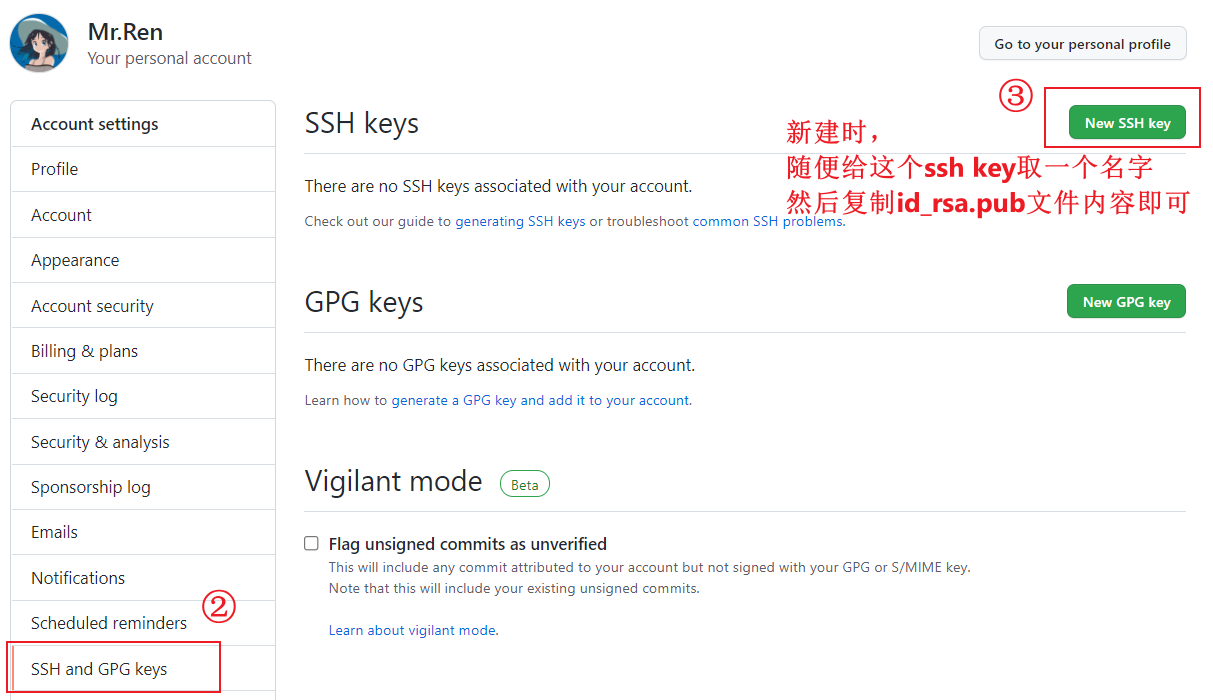 Mr.Ren
Your personal account
Go to your personal profile
Account settings
Profile
Account
Appearance
Account security
Billing & plans
Security log
Security & analysis
Sponsorship log
Emails
Notifications
Scheduled reminders
②
SSH and GPG keys
SSH keys
③
New SSH key
新建时，
随便给这个ssh key取一个名字
然后复制id_rsa.pub文件内容即可
There are no SSH keys associated with your account.
Check out our guide to generating SSH keys or troubleshoot common SSH problems.
GPG keys
New GPG key
There are no GPG keys associated with your account.
Learn how to generate a GPG key and add it to your account.
Vigilant mode
Beta
Flag unsigned commits as unverified
This will include any commit attributed to your account but not signed with your GPG or S/MIME key.
Note that this will include your existing unsigned commits.
Learn about vigilant mode.